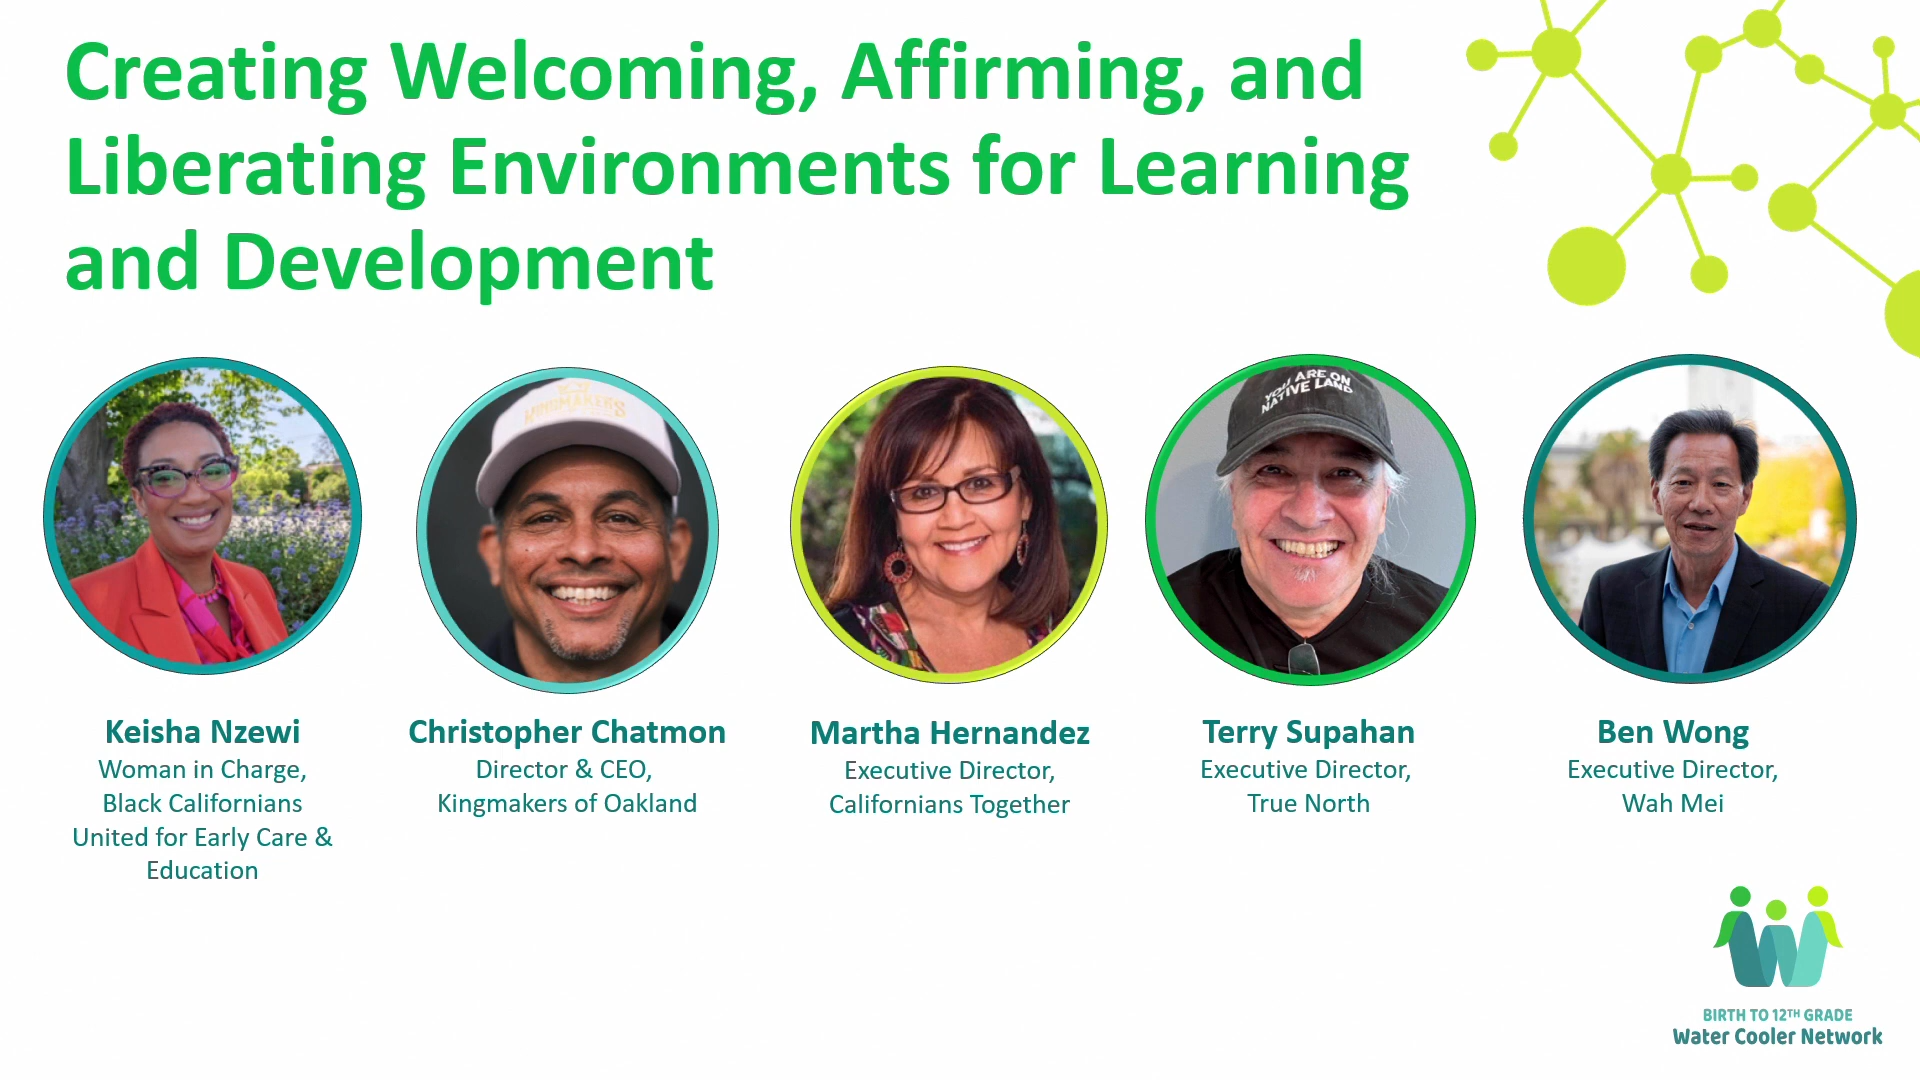 Creating Welcoming, Affirming, and
Liberating Environments for Learning
and Development
KINGMAKERS
YOU ARE ON
NATIVE LAND
Keisha Nzewi
Woman in Charge,
Black Californians
United for Early Care &
Education
Christopher Chatmon
Director & CEO,
Kingmakers of Oakland
Martha Hernandez
Executive Director,
Californians Together
Terry Supahan
Executive Director,
True North
Ben Wong
Executive Director,
Wah Mei
BIRTH TO 12TH GRADE
Water Cooler Network